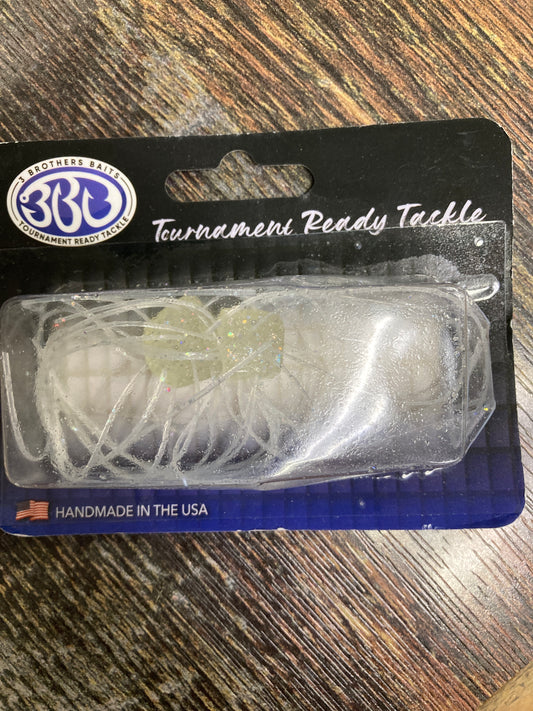 3 BROTHERS BAITS
3BB
TOURNAMENT READY TACKLE
Tournament Ready Tackle
HANDMADE IN THE USA